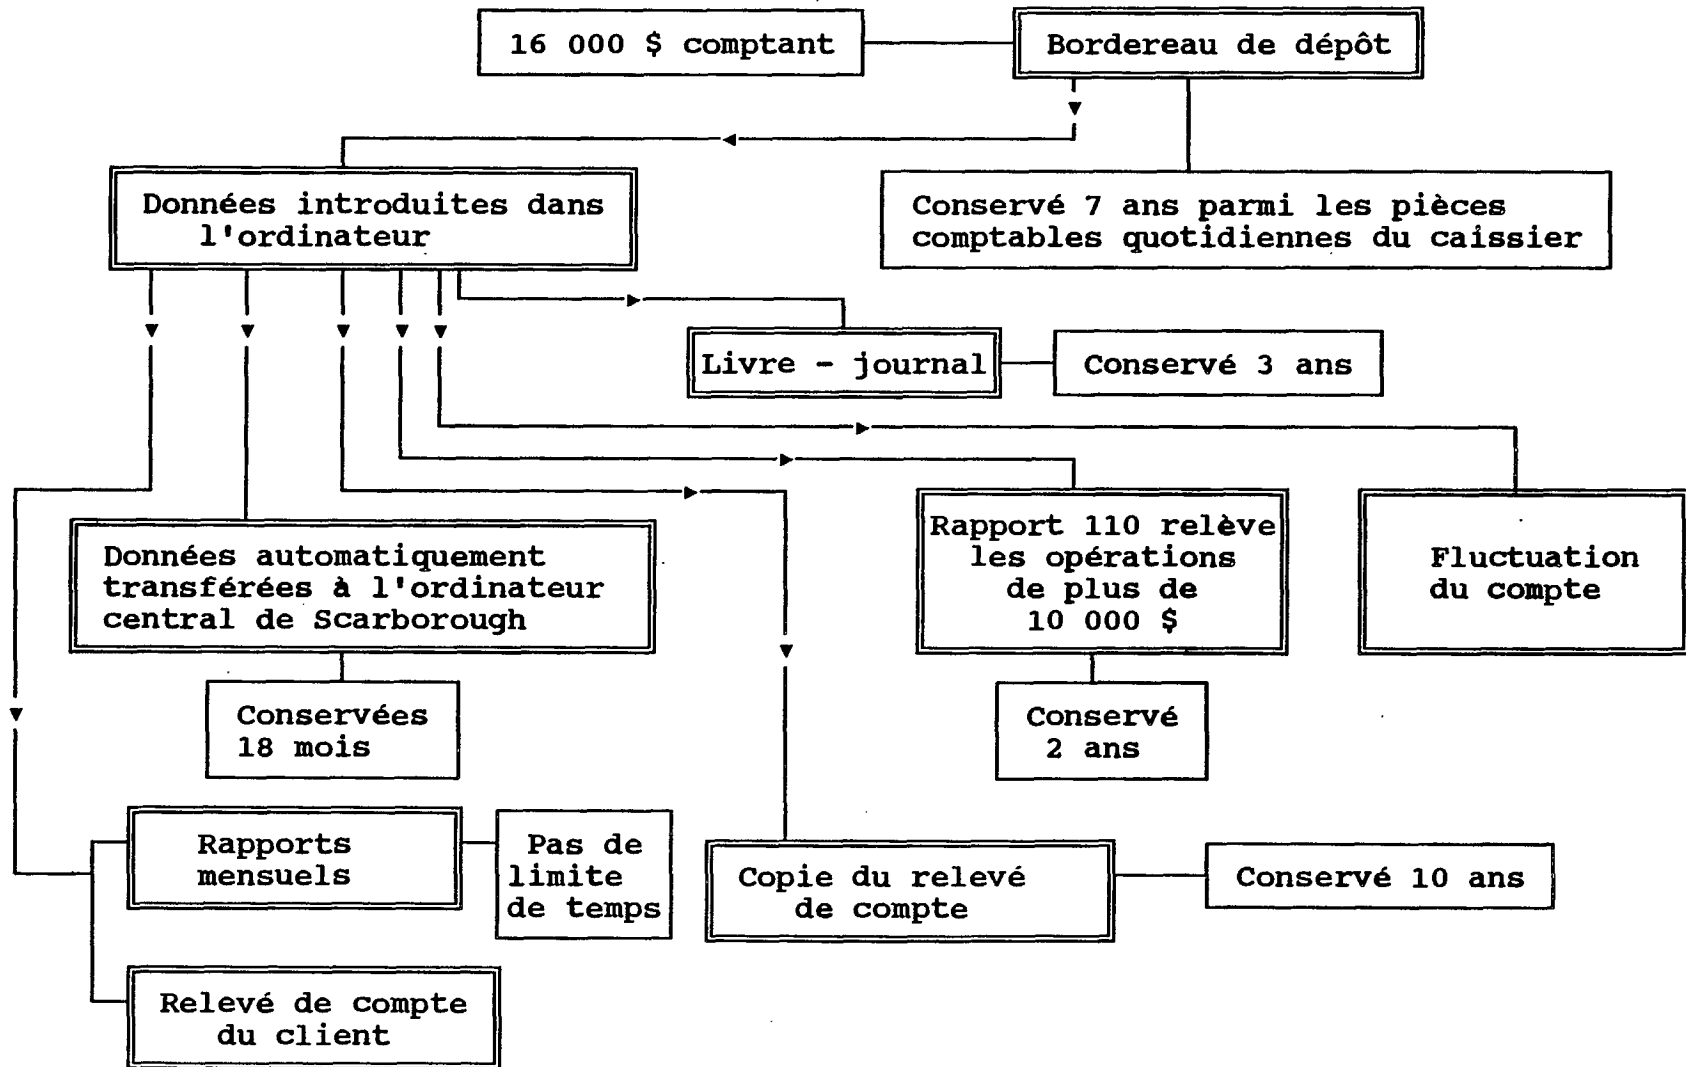 16 000 $ comptant
Bordereau de dépôt
Données introduites dans
l'ordinateur
Conservé 7 ans parmi les pièces
comptables quotidiennes du caissier
Livre - journal
Conservé 3 ans
Données automatiquement
transférées à l'ordinateur
central de Scarborough
Rapport 110 relève
les opérations
de plus de
10 000 $
Fluctuation
du compte
Conservées
18 mois
Conservé
2 ans
Rapports
mensuels
Pas de
limite
de temps
Copie du relevé
de compte
Conservé 10 ans
Relevé de compte
du client